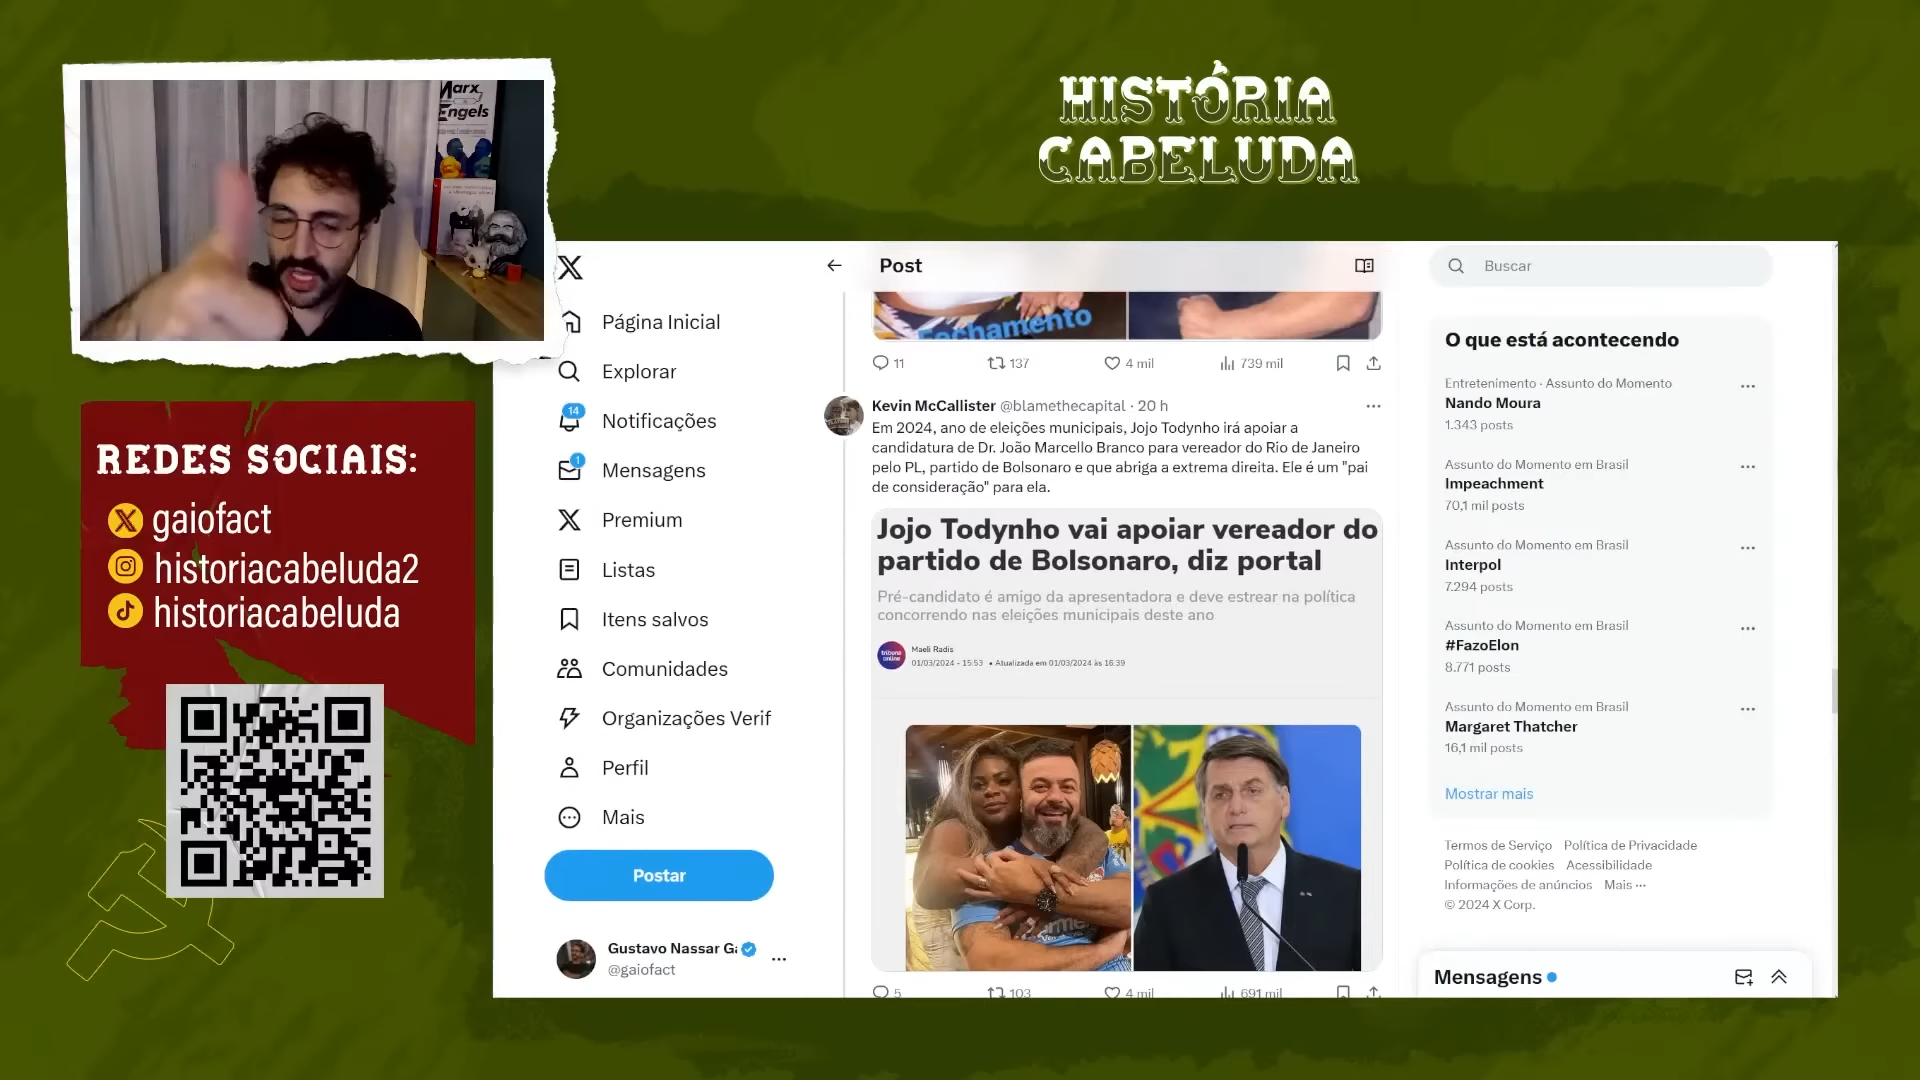 Marx
Engels
HISTÓRIA
CABELUDA
REDES SOCIAIS:
gaiofact
historiacabeluda2
historiacabeluda
Página Inicial
Explorar
14
Notificações
1
Mensagens
Premium
Listas
Itens salvos
Comunidades
Organizações Verif
Perfil
Mais
Postar
Gustavo Nassar Ga
@gaiofact
Post
Fechamento
11
137
4 mil
739 mil
Kevin McCallister @blamethecapital · 20 h
Em 2024, ano de eleições municipais, Jojo Todynho irá apoiar a
candidatura de Dr. João Marcello Branco para vereador do Rio de Janeiro
pelo PL, partido de Bolsonaro e que abriga a extrema direita. Ele é um "pai
de consideração" para ela.
Jojo Todynho vai apoiar vereador do
partido de Bolsonaro, diz portal
Pré-candidato é amigo da apresentadora e deve estrear na política
concorrendo nas eleições municipais deste ano
tribuna
online
Maeli Radis
01/03/2024 - 15:53 • Atualizada em 01/03/2024 às 16:39
5
103
4 mil
691 mil
Buscar
O que está acontecendo
Entretenimento · Assunto do Momento
Nando Moura
1.343 posts
Assunto do Momento em Brasil
Impeachment
70,1 mil posts
Assunto do Momento em Brasil
Interpol
7.294 posts
Assunto do Momento em Brasil
#FazoElon
8.771 posts
Assunto do Momento em Brasil
Margaret Thatcher
16,1 mil posts
Mostrar mais
Termos de Serviço Política de Privacidade
Política de cookies Acessibilidade
Informações de anúncios Mais ···
© 2024 X Corp.
Mensagens